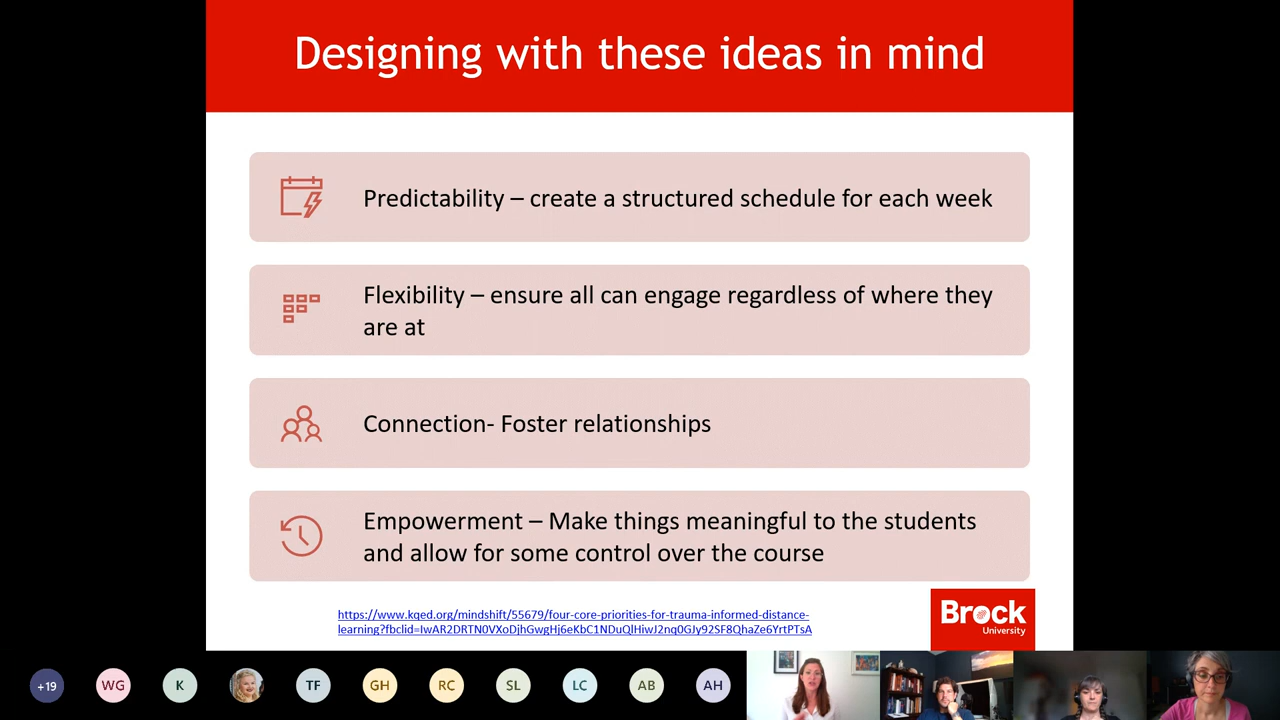 Designing with these ideas in mind
Predictability – create a structured schedule for each week
Flexibility – ensure all can engage regardless of where they
are at
Connection- Foster relationships
Empowerment – Make things meaningful to the students
and allow for some control over the course
https://www.kqed.org/mindshift/55679/four-core-priorities-for-trauma-informed-distance-
learning?fbclid=IwAR2DRTN0VXoDjhGwgHj6eKbC1NDuQlHiwJ2nq0GJy92SF8QhaZe6YrtPTsA
Brock
University
+19 WG K TF GH RC SL LC AB AH